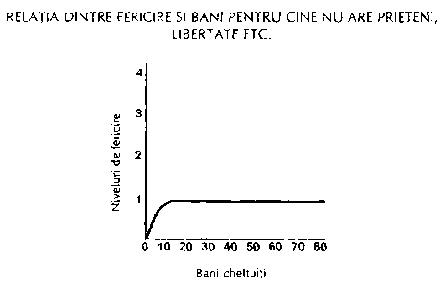 RELAȚIA DINTRE FERICIRE SI BANI PENTRU CINE NU ARE PRIETENI,
LIBERTATE ETC.
4
3
2
1
Niveluri de fericire
0 10 20 30 40 50 60 70 80
Bani cheltuiți